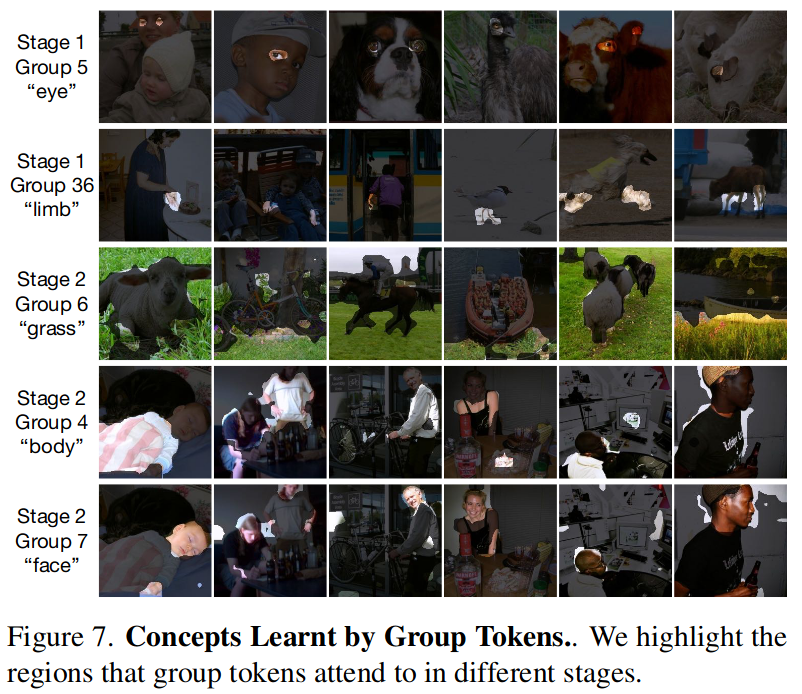 Stage 1
Group 5
“eye”
Stage 1
Group 36
“limb”
Stage 2
Group 6
“grass”
Stage 2
Group 4
“body”
Stage 2
Group 7
“face”
Figure 7. Concepts Learnt by Group Tokens.. We highlight the
regions that group tokens attend to in different stages.